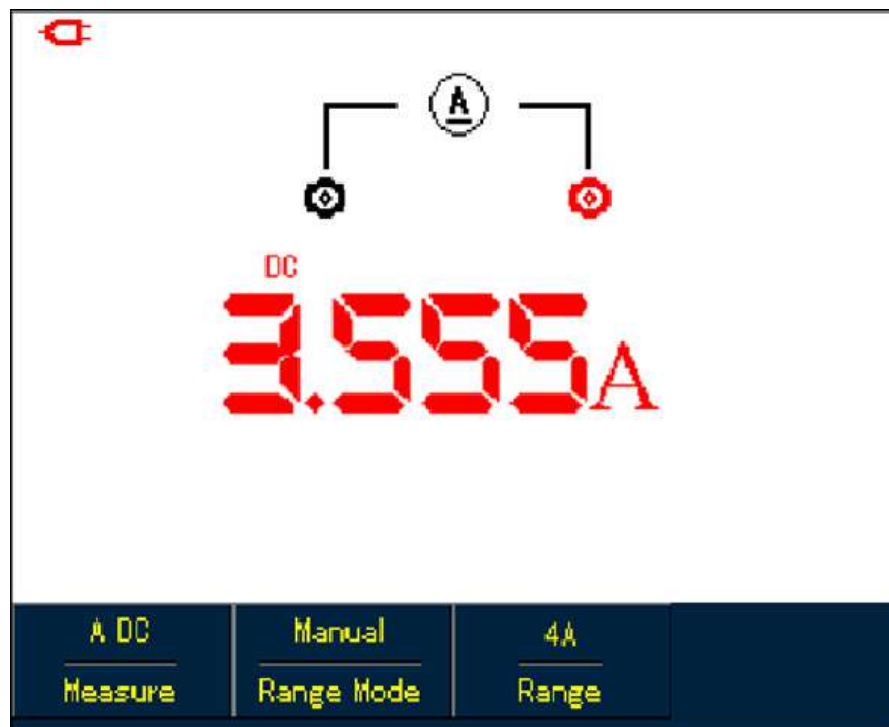 A
DC
3.555A
A DC Manual 4A
Measure Range Mode Range